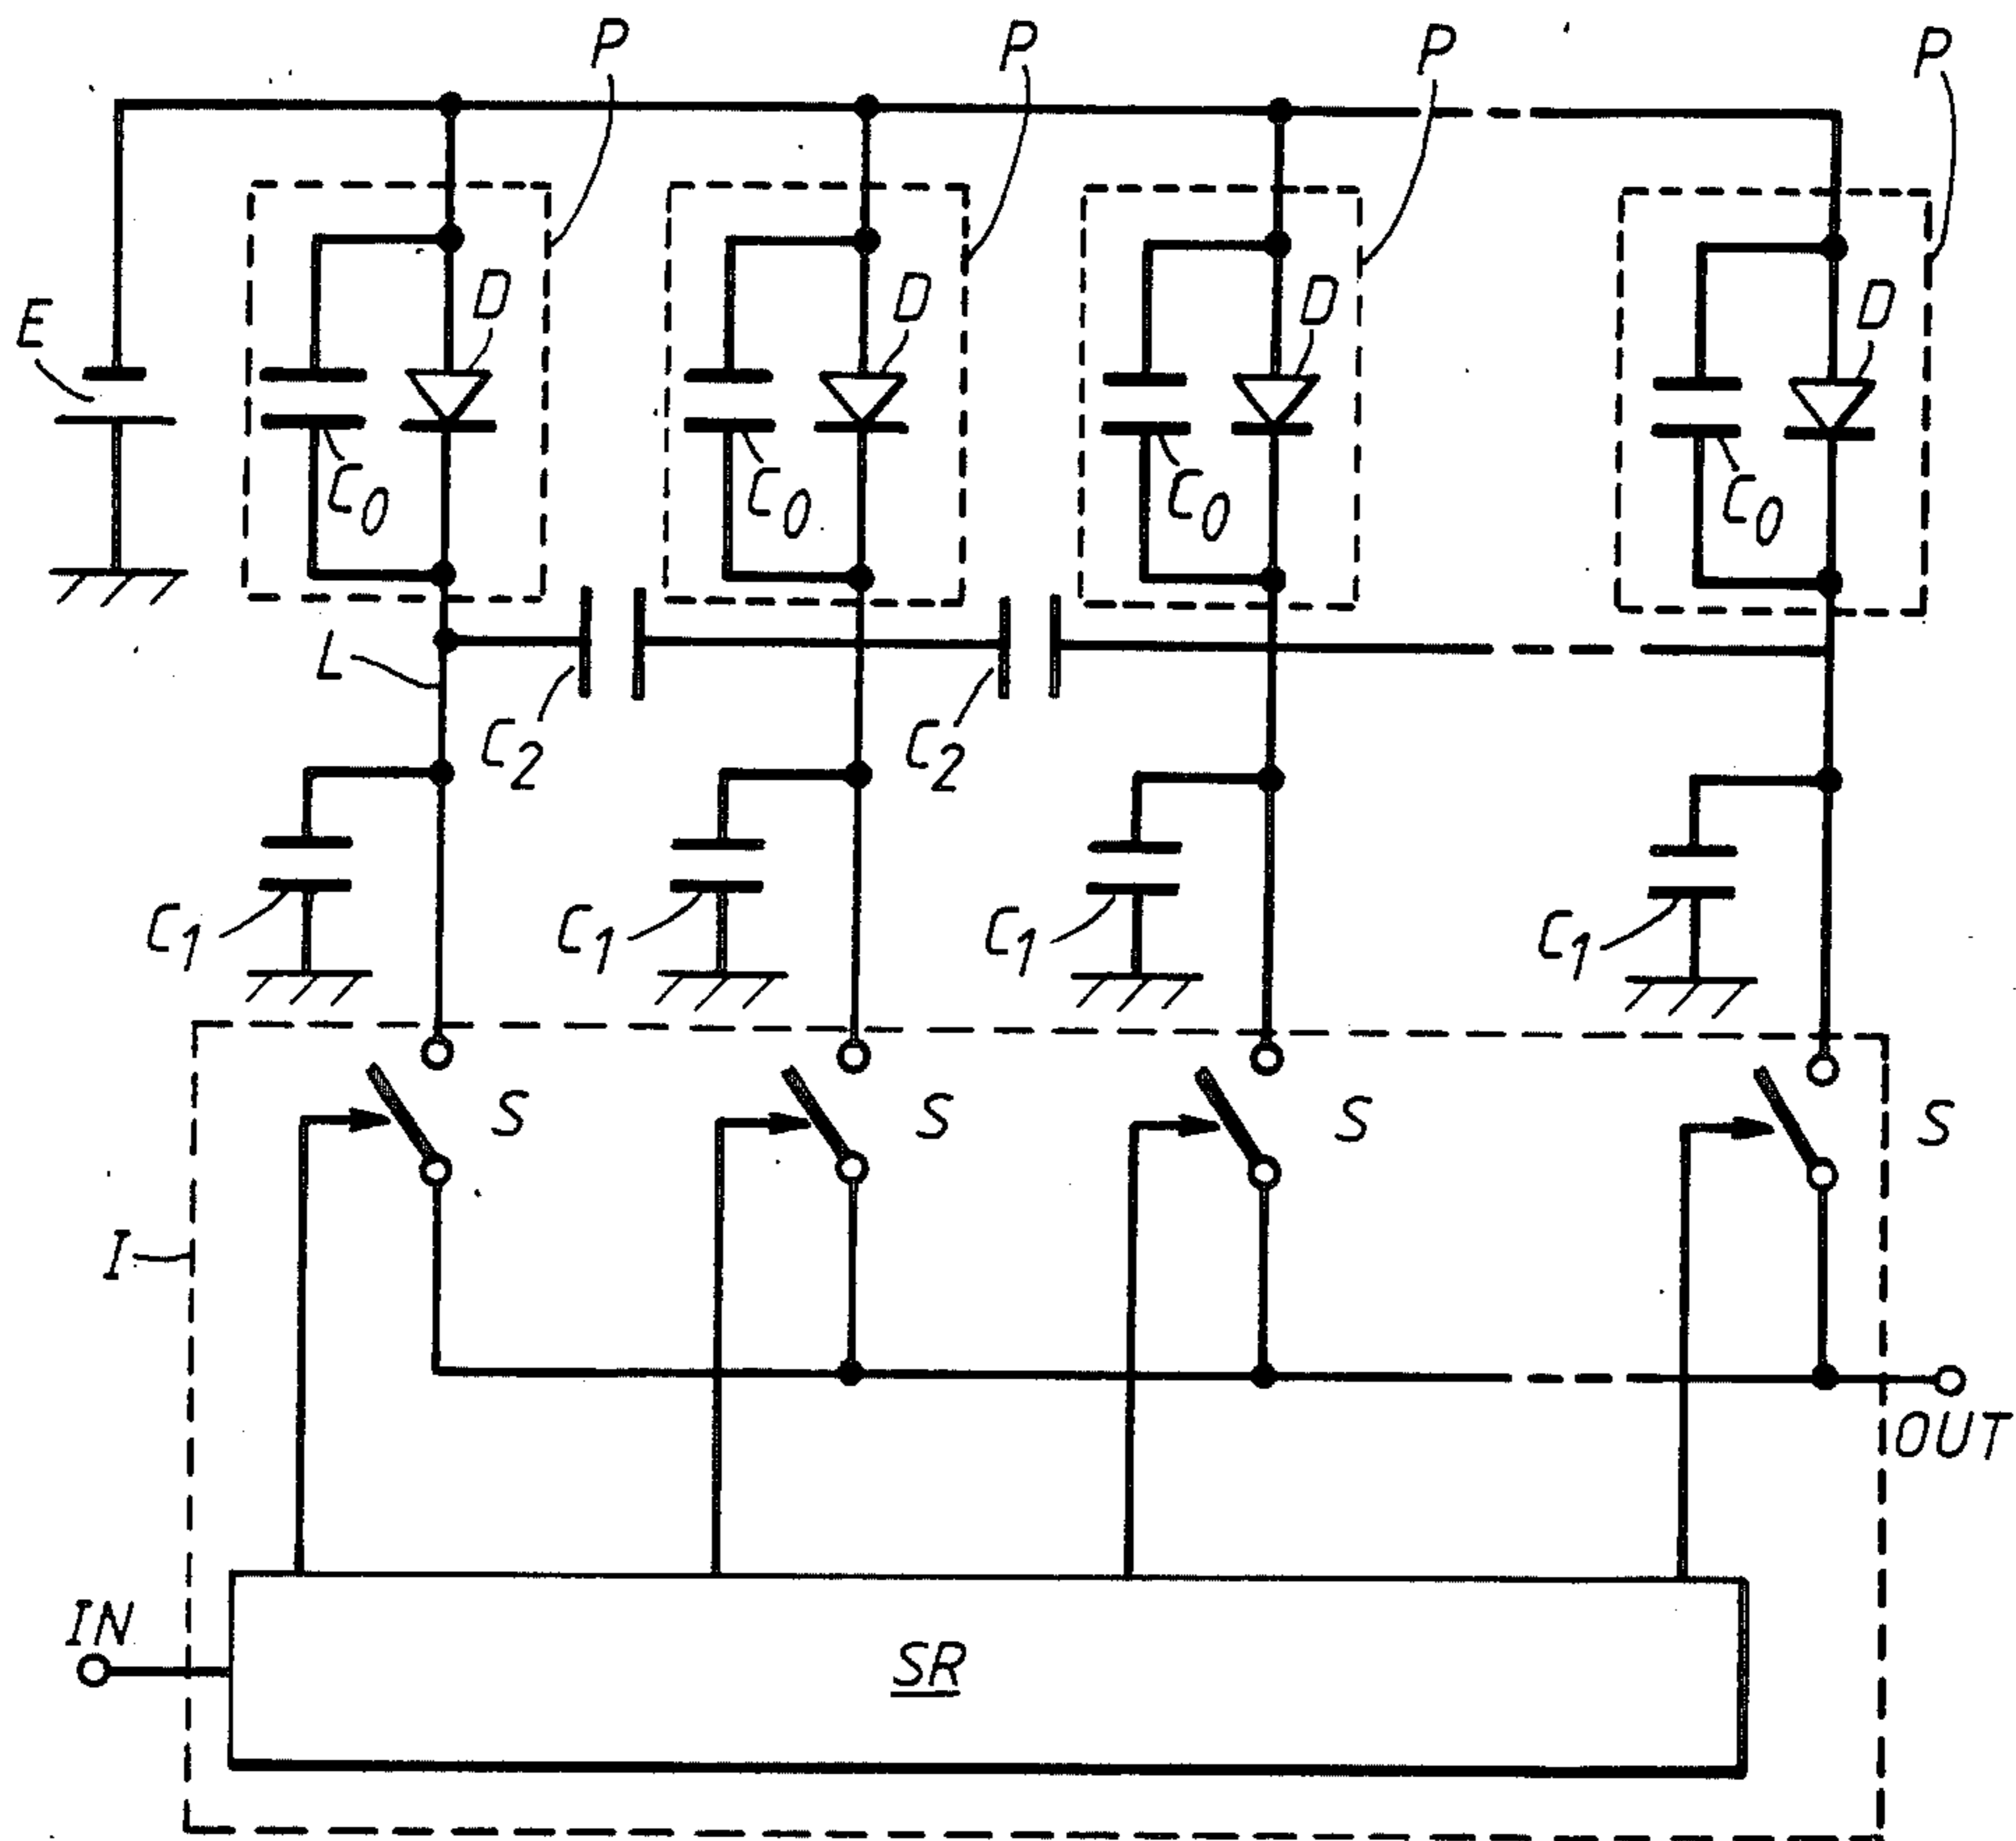 P P P P
E D D D D
C0 C0 C0 C0
L C2 C2
C1 C1 C1 C1
S S S S
I
OUT
IN
SR